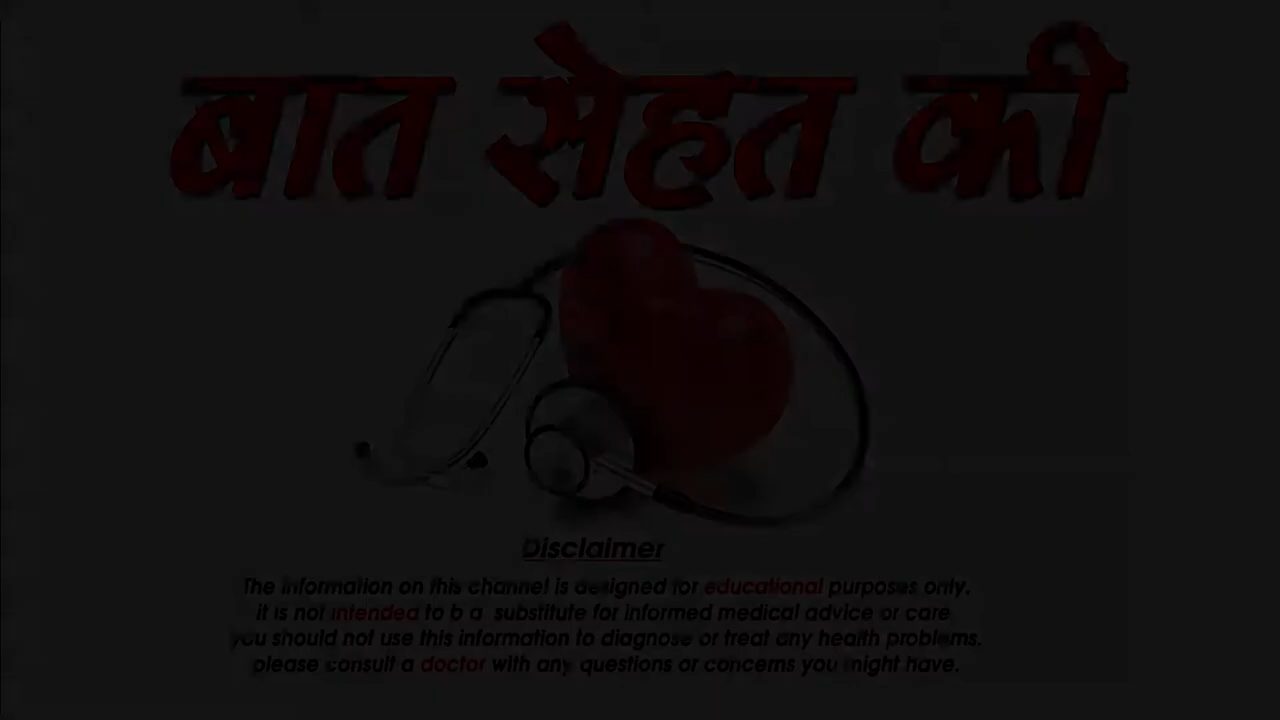 बात सेहत की
Disclaimer
The information on this channel is designed for educational purposes only.
it is not intended to b a substitute for informed medical advice or care
you should not use this information to diagnose or treat any health problems.
please consult a doctor with any questions or concerns you might have.